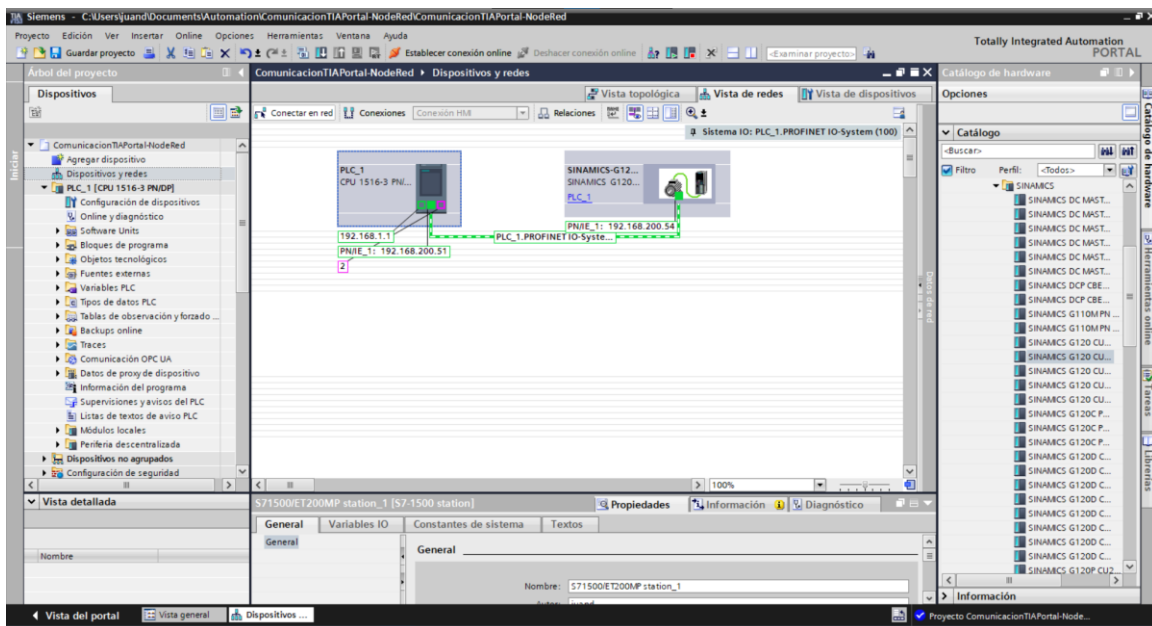 Siemens - C:\Users\juand\Documents\Automation\ComunicacionTIAPortal-NodeRed\ComunicacionTIAPortal-NodeRed
Proyecto Edición Ver Insertar Online Opciones Herramientas Ventana Ayuda
Totally Integrated Automation
PORTAL
Guardar proyecto
Establecer conexión online
Deshacer conexión online
<Examinar proyecto>
Árbol del proyecto
Dispositivos
Iniciar
ComunicacionTIAPortal-NodeRed
Agregar dispositivo
Dispositivos y redes
PLC_1 [CPU 1516-3 PN/DP]
Configuración de dispositivos
Online y diagnóstico
Software Units
Bloques de programa
Objetos tecnológicos
Fuentes externas
Variables PLC
Tipos de datos PLC
Tablas de observación y forzado ...
Backups online
Traces
Comunicación OPC UA
Datos de proxy de dispositivo
Información del programa
Supervisiones y avisos del PLC
Listas de textos de aviso PLC
Módulos locales
Periferia descentralizada
Dispositivos no agrupados
Configuración de seguridad
Vista detallada
Nombre
ComunicacionTIAPortal-NodeRed ▸ Dispositivos y redes
Vista topológica
Vista de redes
Vista de dispositivos
Conectar en red
Conexiones
Conexión HMI
Relaciones
Sistema IO: PLC_1.PROFINET IO-System (100)
PLC_1
CPU 1516-3 PN/...
SINAMICS-G12...
SINAMICS G120...
PLC_1
192.168.1.1
PN/IE_1: 192.168.200.51
2
PLC_1.PROFINET IO-Syste...
PN/IE_1: 192.168.200.54
Datos de red
100%
S71500/ET200MP station_1 [S7-1500 station]
Propiedades
Información
Diagnóstico
General
Variables IO
Constantes de sistema
Textos
General
General
Nombre:
S71500/ET200MP station_1
juand
Catálogo de hardware
Opciones
Catálogo
<Buscar>
Filtro
Perfil:
<Todos>
SINAMICS
SINAMICS DC MAST...
SINAMICS DC MAST...
SINAMICS DC MAST...
SINAMICS DC MAST...
SINAMICS DC MAST...
SINAMICS DC MAST...
SINAMICS DCP CBE...
SINAMICS DCP CBE...
SINAMICS G110M PN ...
SINAMICS G110M PN ...
SINAMICS G120 CU...
SINAMICS G120 CU...
SINAMICS G120 CU...
SINAMICS G120 CU...
SINAMICS G120 CU...
SINAMICS G120C P...
SINAMICS G120C P...
SINAMICS G120C P...
SINAMICS G120D C...
SINAMICS G120D C...
SINAMICS G120D C...
SINAMICS G120D C...
SINAMICS G120D C...
SINAMICS G120D C...
SINAMICS G120D C...
SINAMICS G120D C...
SINAMICS G120P CU2...
Información
Catálogo de hardware
Herramientas online
Tareas
Librerías
Vista del portal
Vista general
Dispositivos ...
Proyecto ComunicacionTIAPortal-Node...